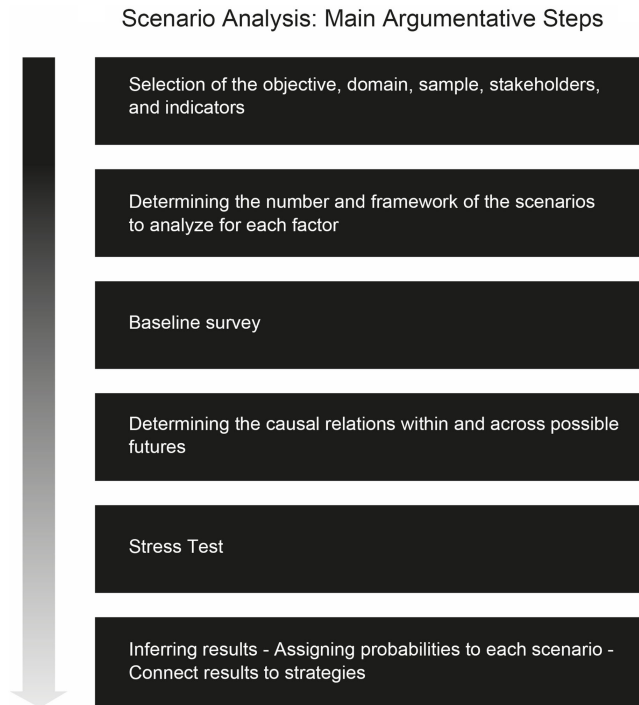 Scenario Analysis: Main Argumentative Steps
Selection of the objective, domain, sample, stakeholders,
and indicators
Determining the number and framework of the scenarios
to analyze for each factor
Baseline survey
Determining the causal relations within and across possible
futures
Stress Test
Inferring results - Assigning probabilities to each scenario -
Connect results to strategies